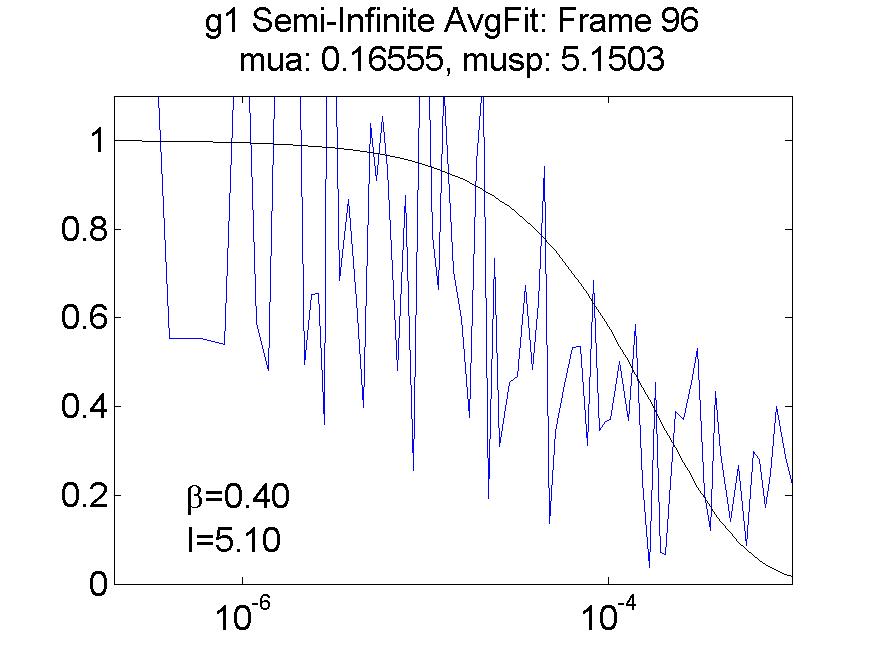 g1 Semi-Infinite AvgFit: Frame 96
mua: 0.16555, musp: 5.1503
1
0.8
0.6
0.4
0.2
0
β=0.40
I=5.10
10^-6
10^-4